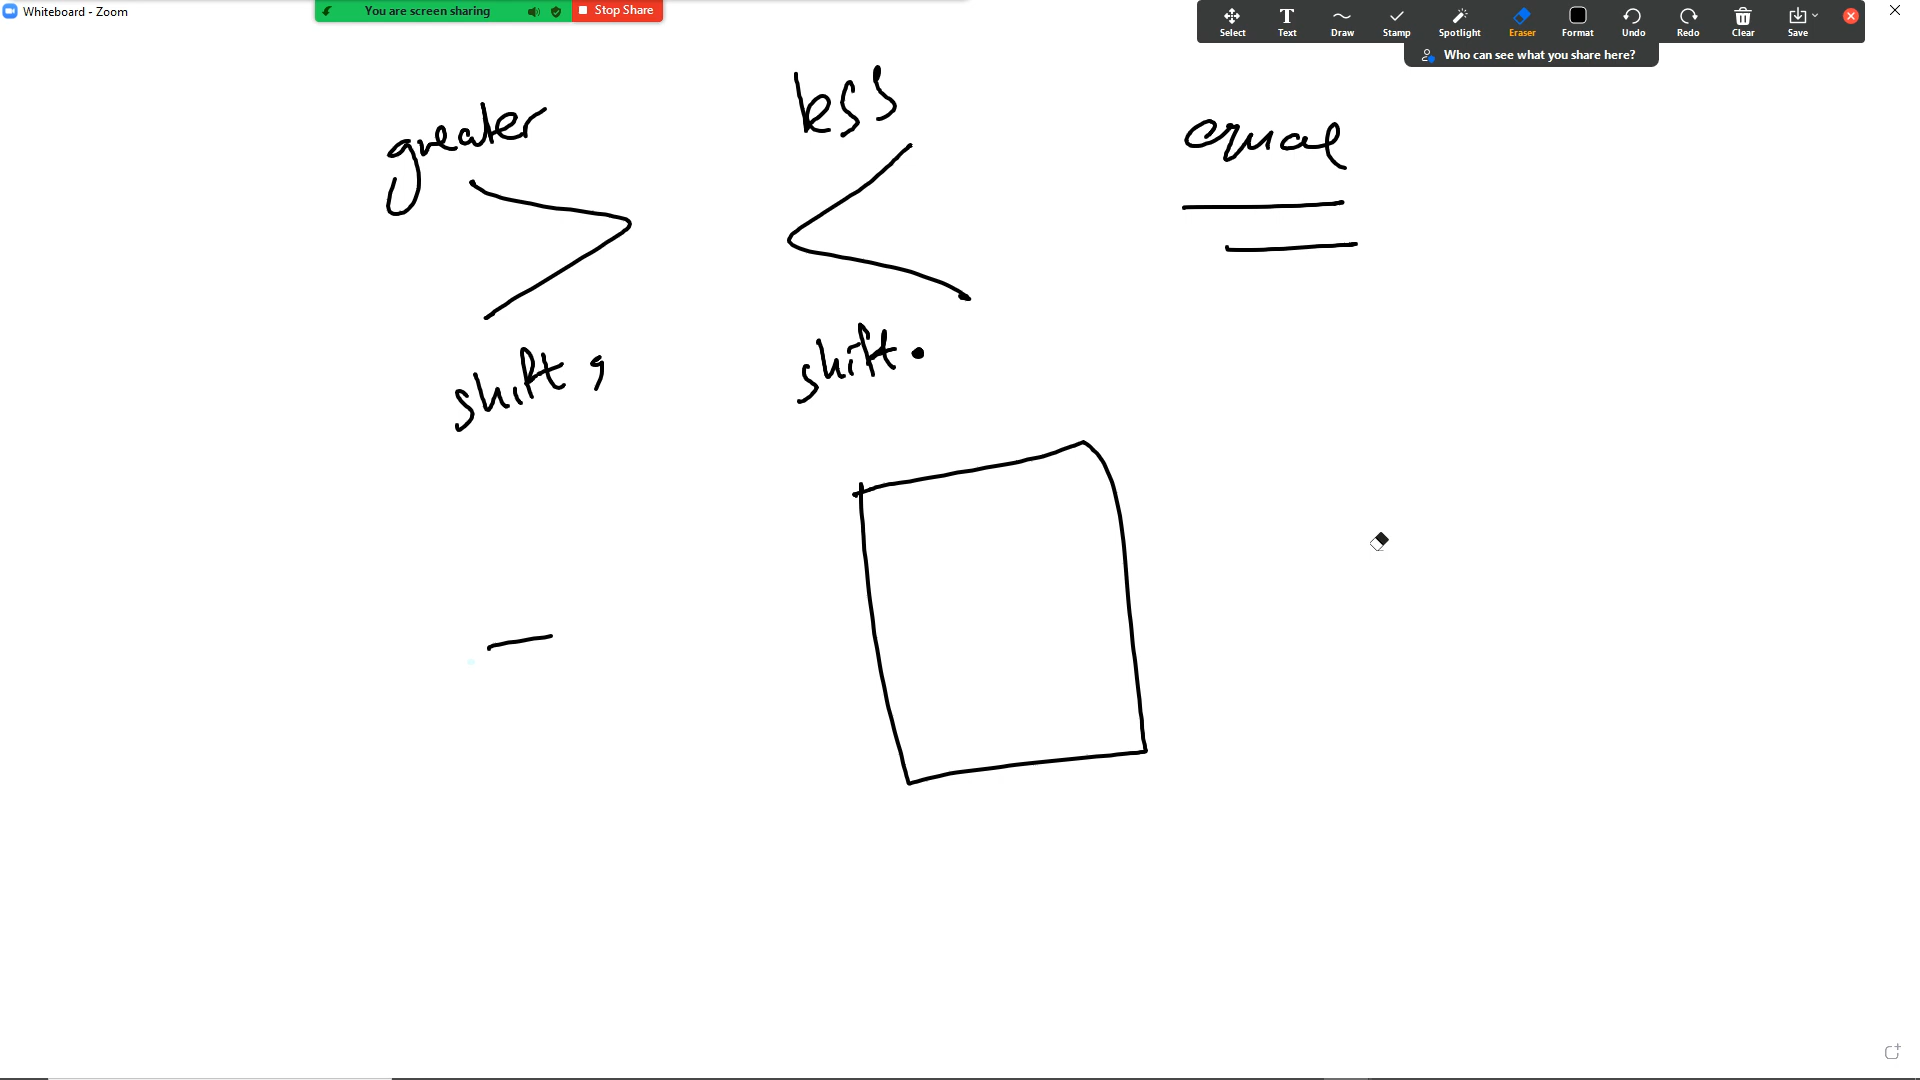 Whiteboard - Zoom
You are screen sharing
Stop Share
Select Text Draw Stamp Spotlight Eraser Format Undo Redo Clear Save
Who can see what you share here?
greater less equal
> < =
shift , shift .